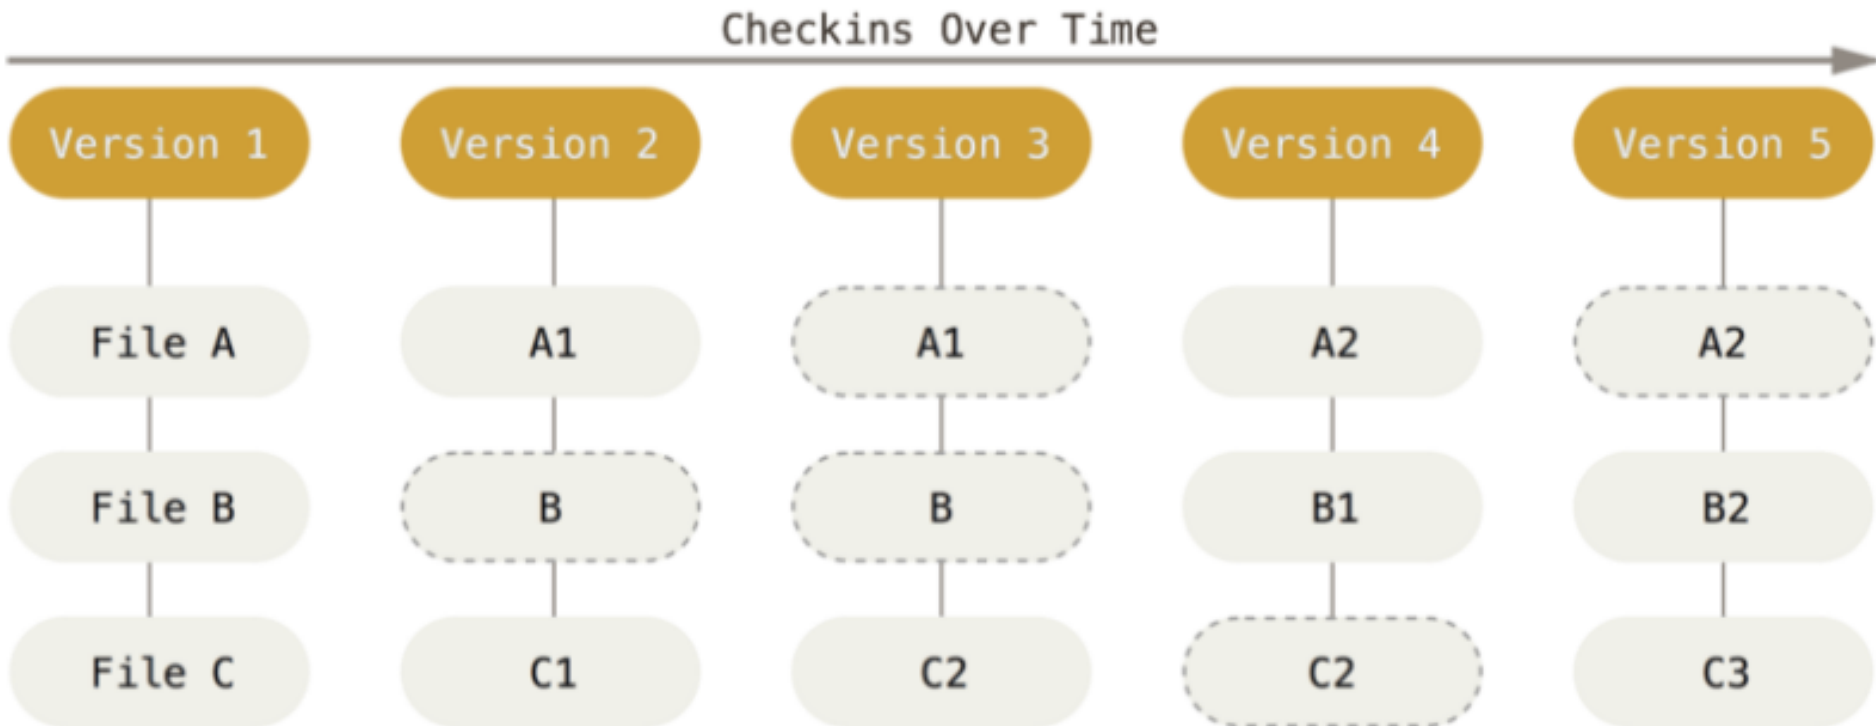 Checkins Over Time
Version 1 Version 2 Version 3 Version 4 Version 5
File A A1 A1 A2 A2
File B B B B1 B2
File C C1 C2 C2 C3